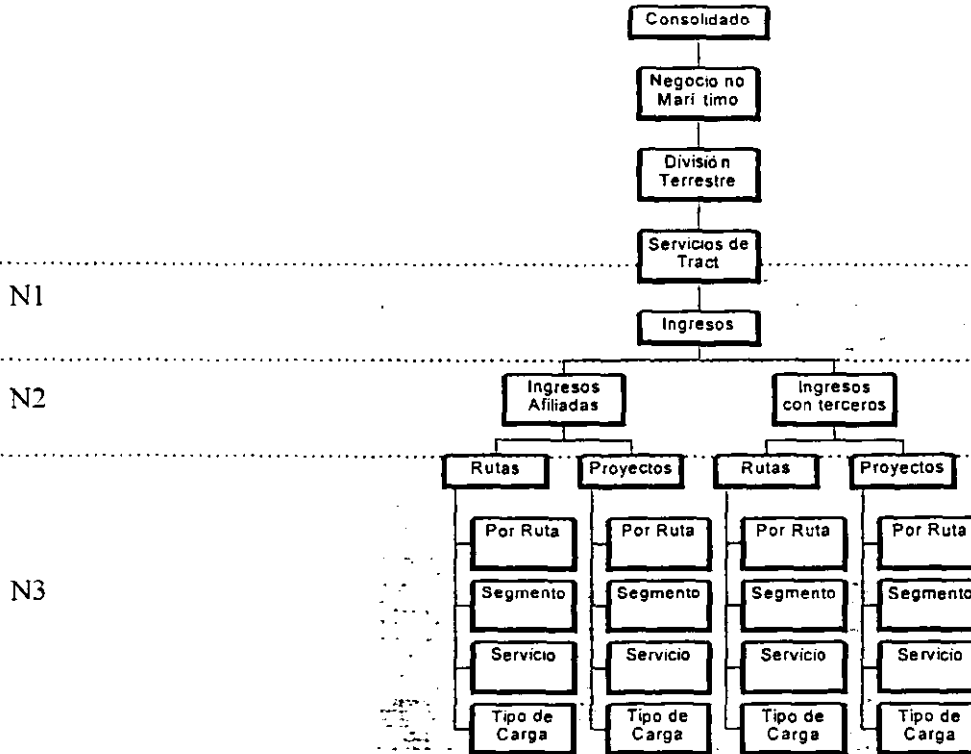 Consolidado
Negocio no
Marí timo
División
Terrestre
Servicios de
Tract
N1
Ingresos
N2
Ingresos
Afiliadas
Ingresos
con terceros
Rutas
Proyectos
Rutas
Proyectos
N3
Por Ruta
Por Ruta
Por Ruta
Por Ruta
Segmento
Segmento
Segmento
Segmento
Servicio
Servicio
Servicio
Servicio
Tipo de
Carga
Tipo de
Carga
Tipo de
Carga
Tipo de
Carga